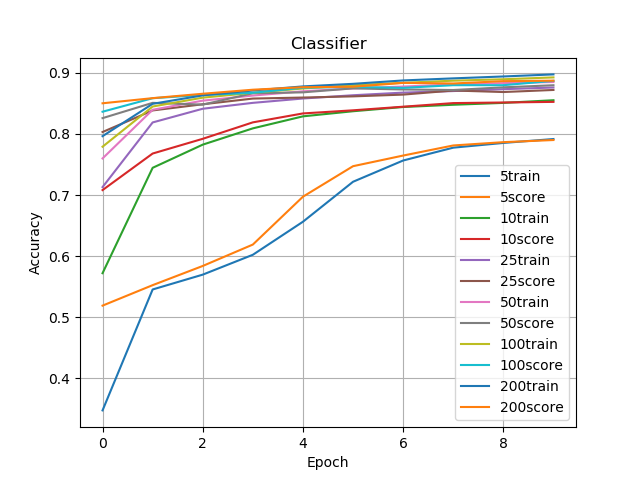 Classifier
0.9
0.8
0.7
0.6
0.5
0.4
Accuracy
0 2 4 6 8
Epoch
5train
5score
10train
10score
25train
25score
50train
50score
100train
100score
200train
200score